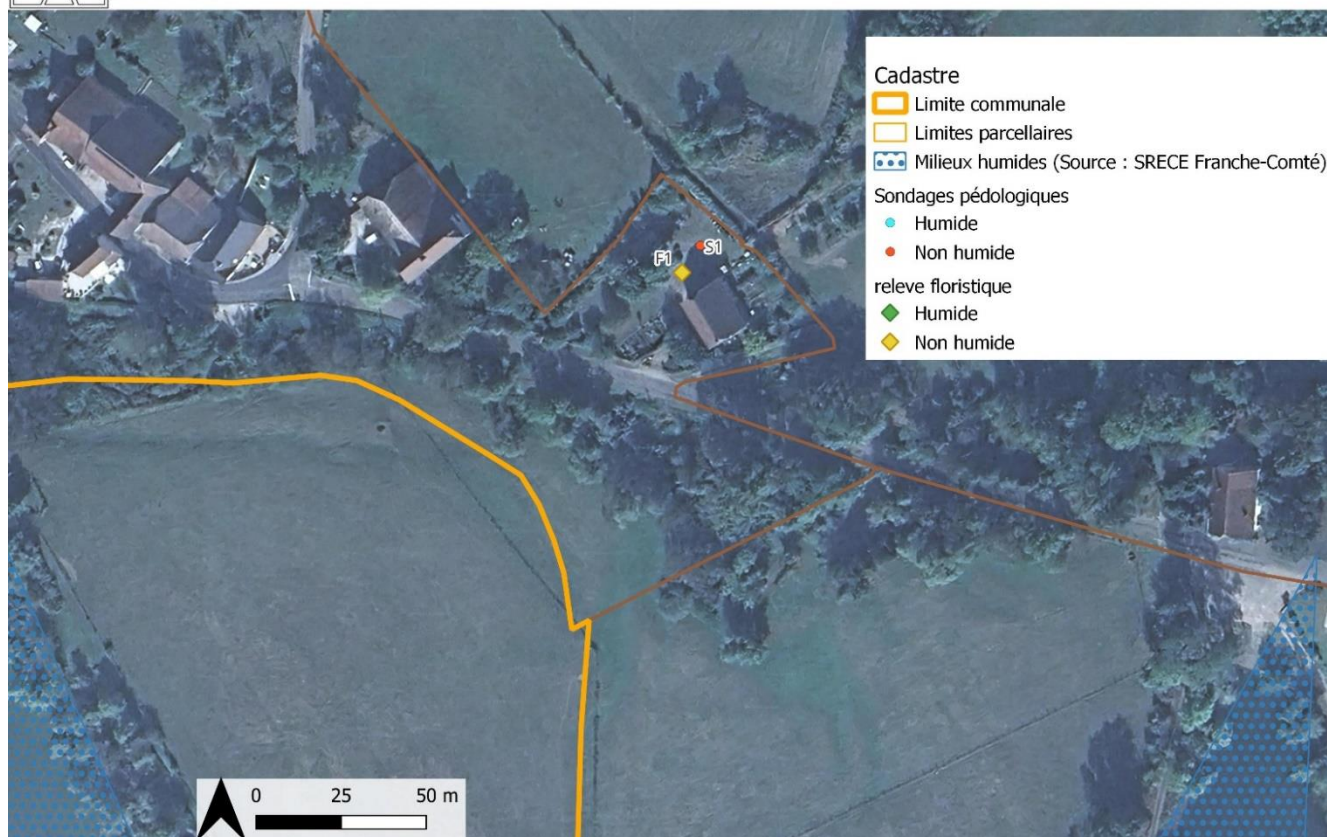 Cadastre
Limite communale
Limites parcellaires
Milieux humides (Source : SRECE Franche-Comté)
Sondages pédologiques
Humide
Non humide
releve floristique
Humide
Non humide
S1
F1
0 25 50 m